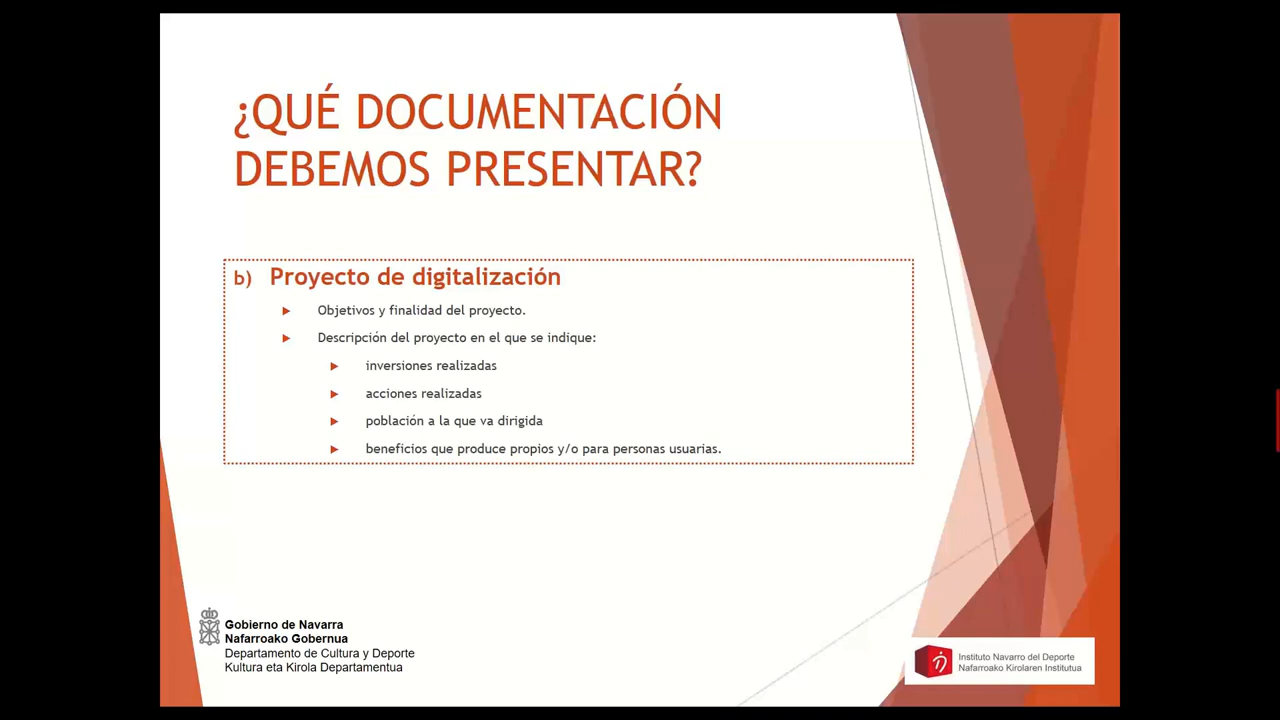 ¿QUÉ DOCUMENTACIÓN
DEBEMOS PRESENTAR?
b) Proyecto de digitalización
Objetivos y finalidad del proyecto.
Descripción del proyecto en el que se indique:
inversiones realizadas
acciones realizadas
población a la que va dirigida
beneficios que produce propios y/o para personas usuarias.
Gobierno de Navarra
Nafarroako Gobernua
Departamento de Cultura y Deporte
Kultura eta Kirola Departamentua
Instituto Navarro del Deporte
Nafarroako Kirolaren Institutua